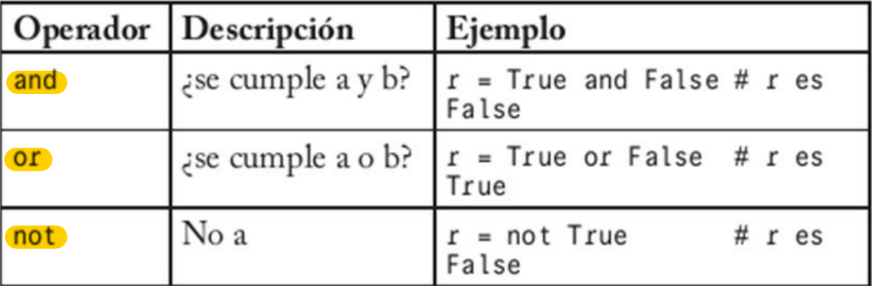 Operador Descripción Ejemplo
and ¿se cumple a y b? r = True and False # r es
False
or ¿se cumple a o b? r = True or False # r es
True
not No a r = not True # r es
False